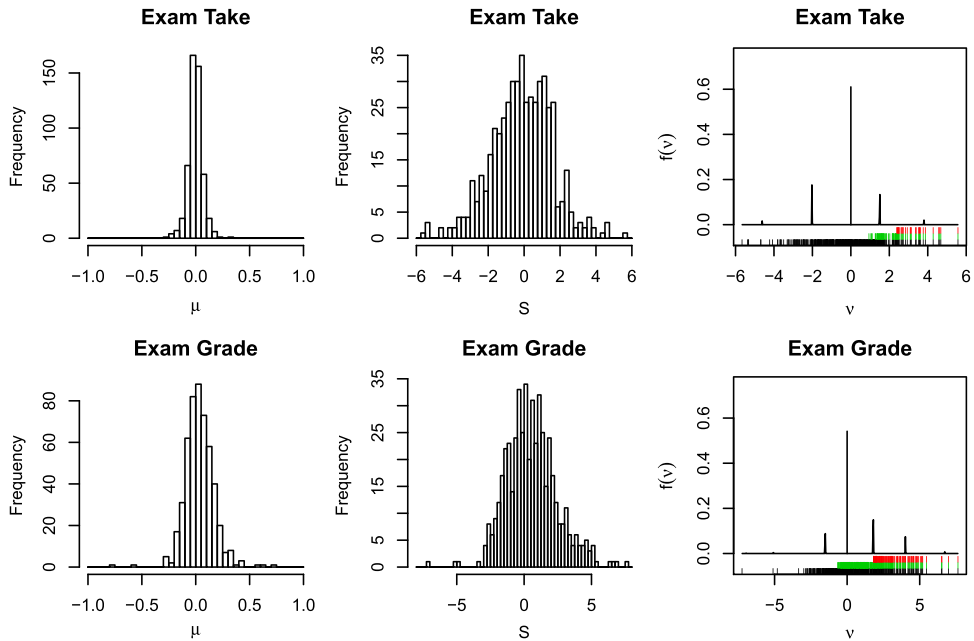 Exam Take
Frequency
0
50
100
150
−1.0 −0.5 0.0 0.5 1.0
μ
Exam Take
Frequency
0
5
15
25
35
−6 −4 −2 0 2 4 6
S
Exam Take
f(ν)
0.0
0.2
0.4
0.6
−6 −4 −2 0 2 4 6
ν
Exam Grade
Frequency
0
20
40
60
80
−1.0 −0.5 0.0 0.5 1.0
μ
Exam Grade
Frequency
0
5
15
25
35
−5 0 5
S
Exam Grade
f(ν)
0.0
0.2
0.4
0.6
−5 0 5
ν